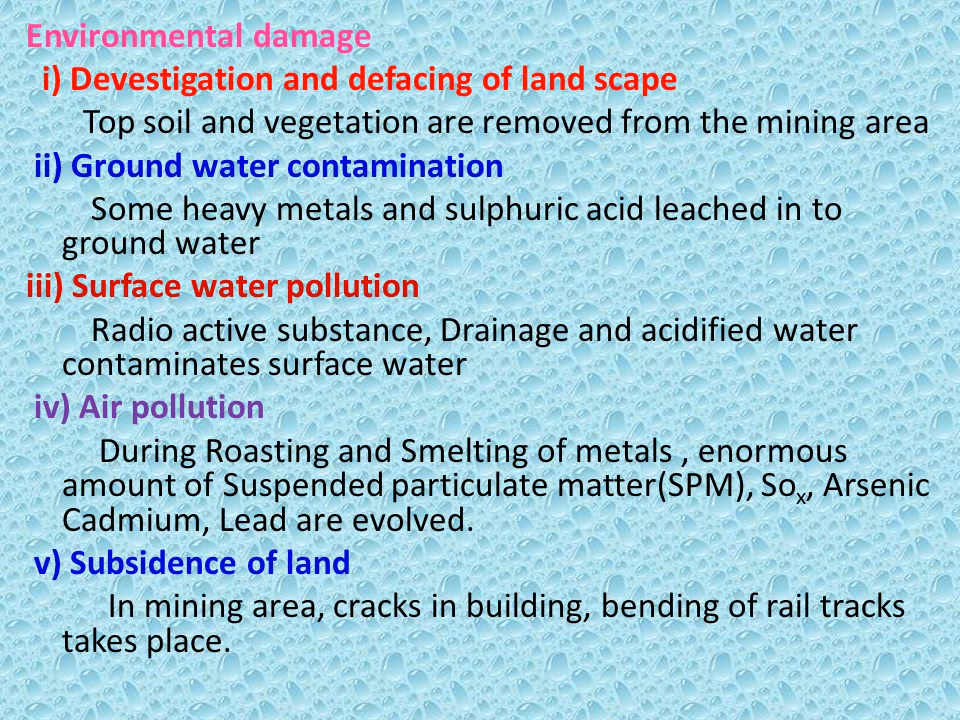 Environmental damage
i) Devestigation and defacing of land scape
Top soil and vegetation are removed from the mining area
ii) Ground water contamination
Some heavy metals and sulphuric acid leached in to
ground water
iii) Surface water pollution
Radio active substance, Drainage and acidified water
contaminates surface water
iv) Air pollution
During Roasting and Smelting of metals , enormous
amount of Suspended particulate matter(SPM), Soₓ, Arsenic
Cadmium, Lead are evolved.
v) Subsidence of land
In mining area, cracks in building, bending of rail tracks
takes place.